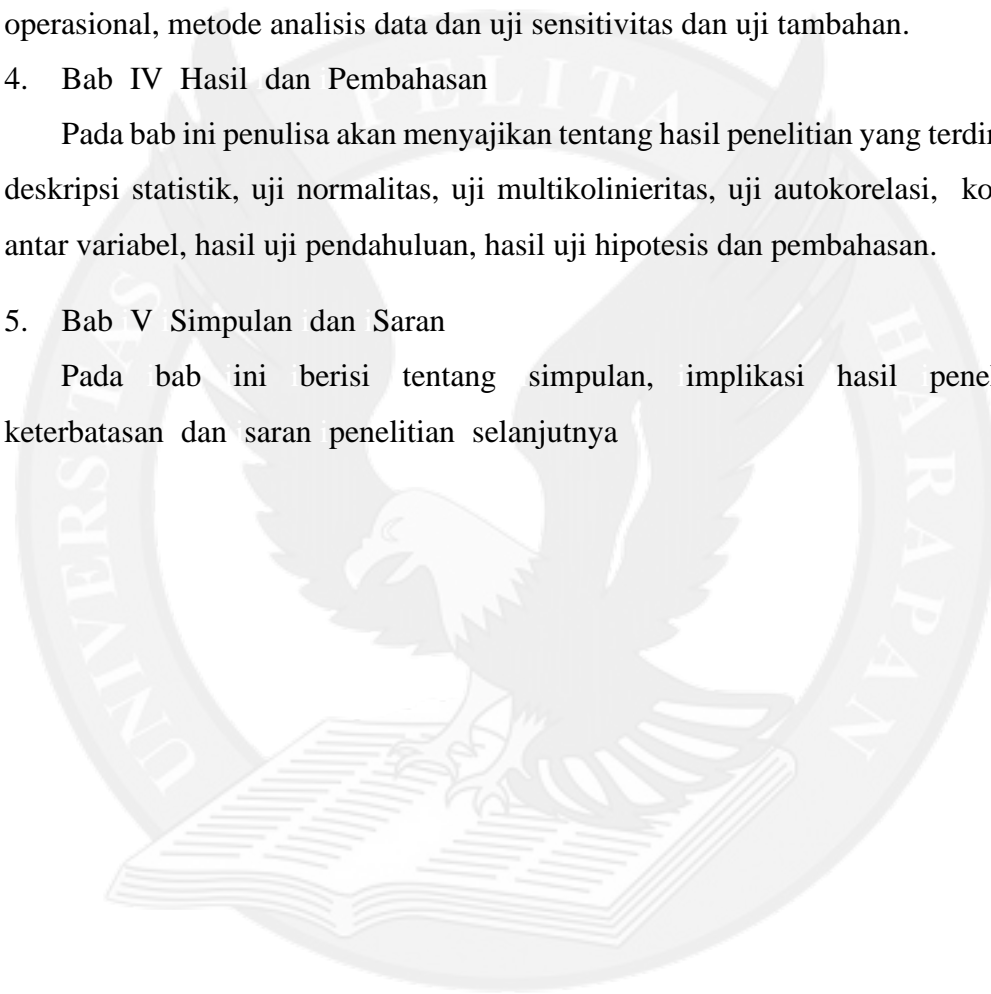 operasional, metode analisis data dan uji sensitivitas dan uji tambahan.
4. Bab IV Hasil dan Pembahasan
Pada bab ini penulisa akan menyajikan tentang hasil penelitian yang terdi
deskripsi statistik, uji normalitas, uji multikolinieritas, uji autokorelasi, ko
antar variabel, hasil uji pendahuluan, hasil uji hipotesis dan pembahasan.
5. Bab V Simpulan dan Saran
Pada bab ini berisi tentang simpulan, implikasi hasil pene
keterbatasan dan saran penelitian selanjutnya
UNIVERSITAS PELITA HARAPAN